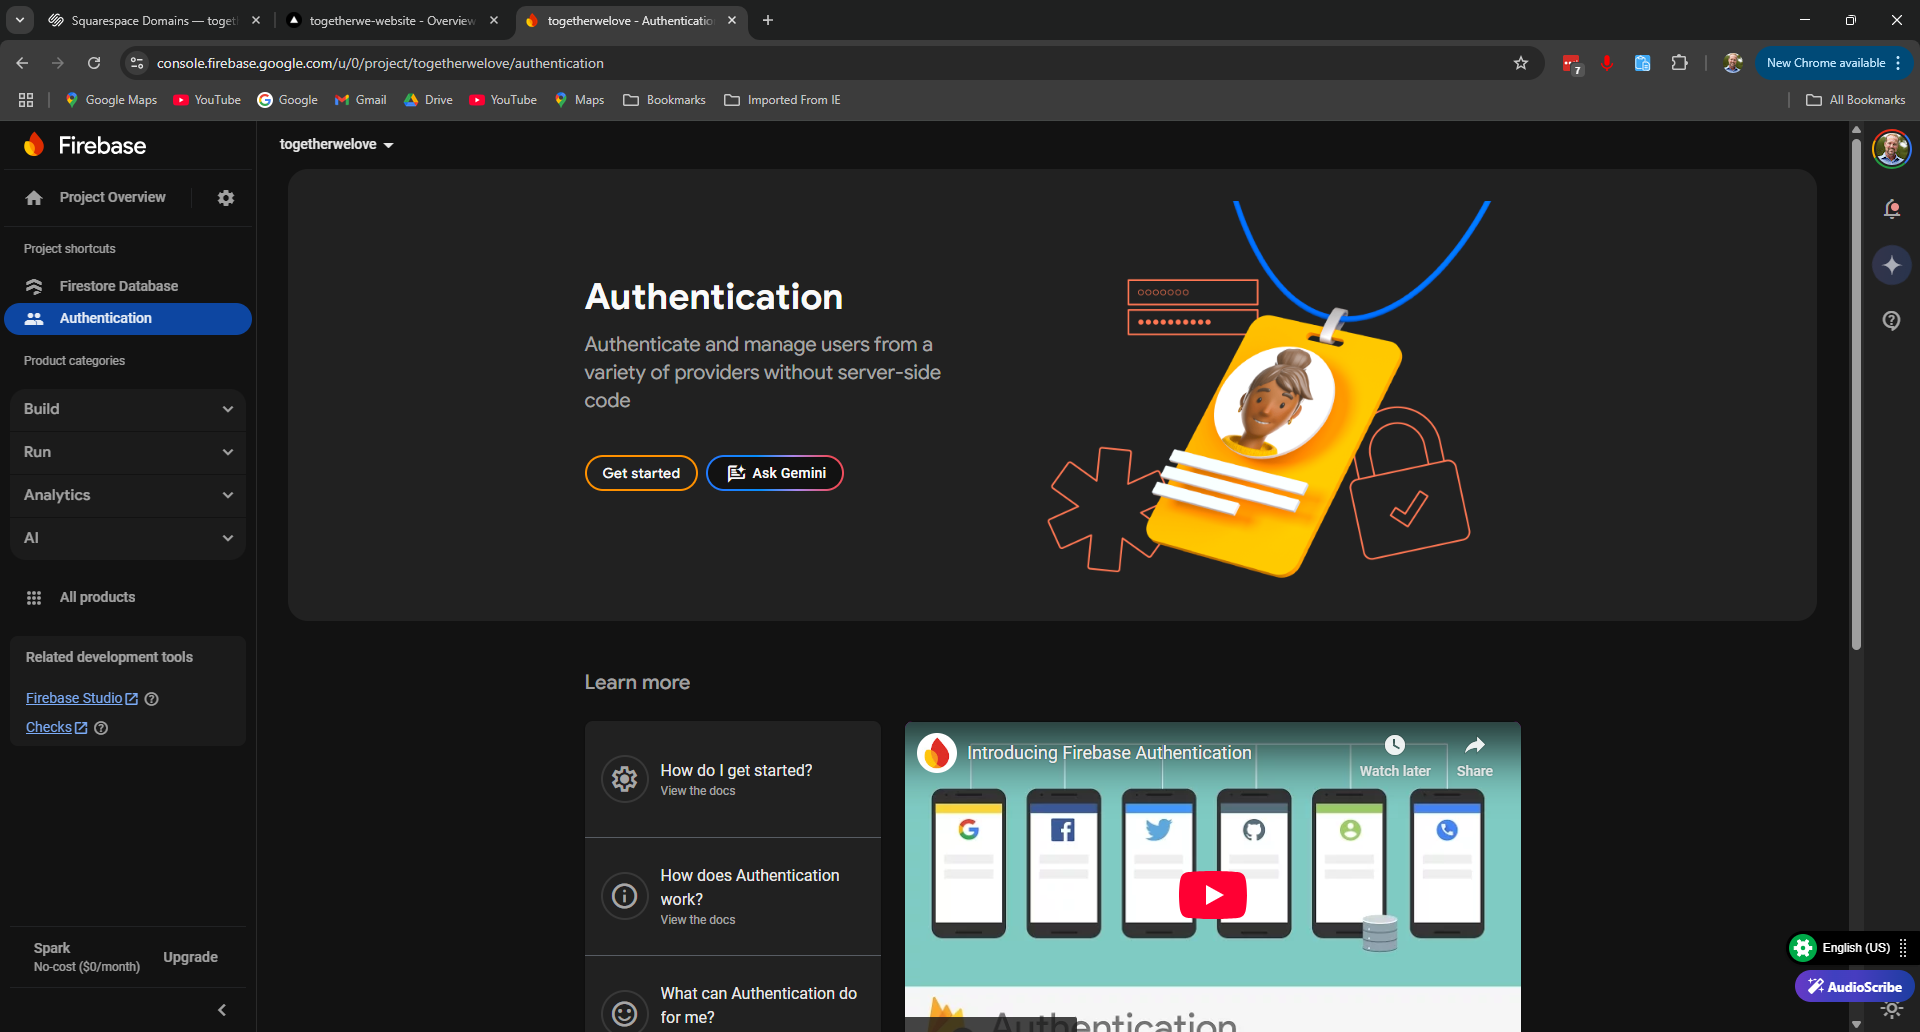 Squarespace Domains — toget
togetherwe-website - Overview
togetherwelove - Authenticatio
console.firebase.google.com/u/0/project/togetherwelove/authentication
7
New Chrome available
Google Maps
YouTube
Google
Gmail
Drive
YouTube
Maps
Bookmarks
Imported From IE
All Bookmarks
Firebase
togetherwelove
Project Overview
Project shortcuts
Firestore Database
Authentication
Product categories
Build
Run
Analytics
AI
All products
Related development tools
Firebase Studio
Checks
Spark
No-cost ($0/month)
Upgrade
Authentication
Authenticate and manage users from a
variety of providers without server-side
code
Get started
Ask Gemini
Learn more
How do I get started?
View the docs
How does Authentication
work?
View the docs
What can Authentication do
for me?
Introducing Firebase Authentication
Watch later
Share
Authentication
English (US)
AudioScribe